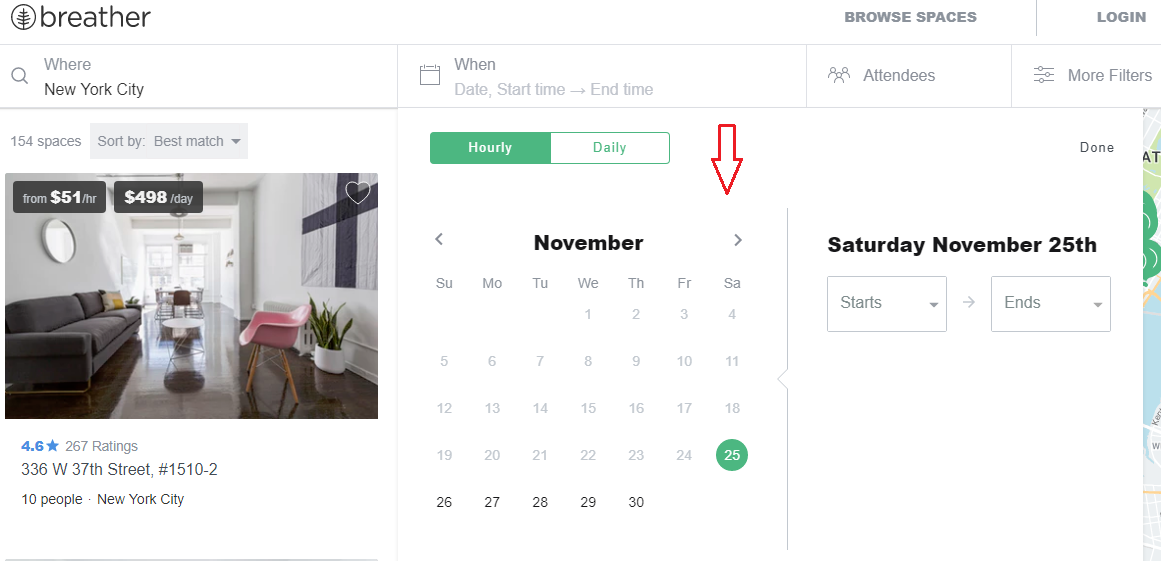 breather
BROWSE SPACES
LOGIN
Where
New York City
When
Date, Start time → End time
Attendees
More Filters
154 spaces
Sort by: Best match
Hourly
Daily
Done
from $51/hr
$498 /day
November
Su Mo Tu We Th Fr Sa
1 2 3 4
5 6 7 8 9 10 11
12 13 14 15 16 17 18
19 20 21 22 23 24 25
26 27 28 29 30
Saturday November 25th
Starts
Ends
4.6 ★ 267 Ratings
336 W 37th Street, #1510-2
10 people · New York City